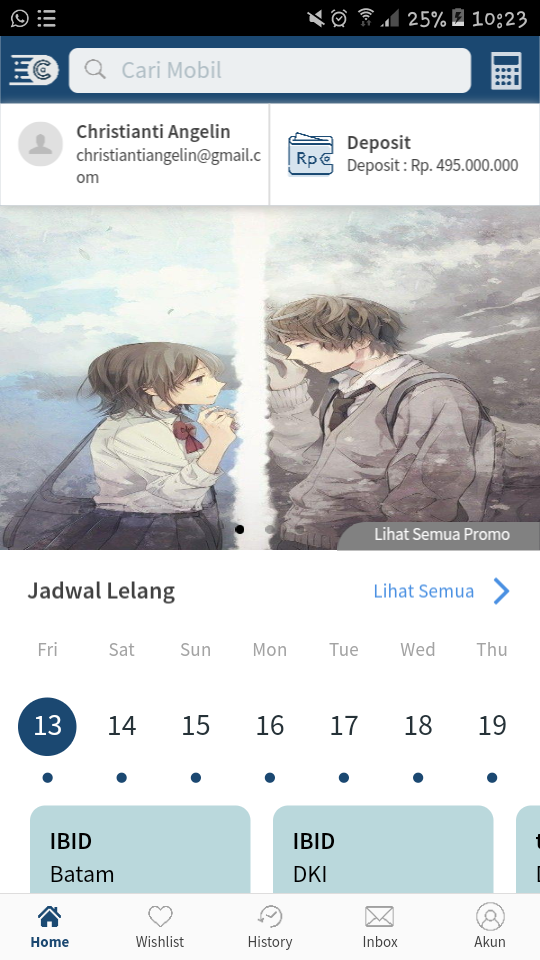 25% 10:23
Cari Mobil
Christianti Angelin
christiantiangelin@gmail.c
om
Rp
Deposit
Deposit : Rp. 495.000.000
Lihat Semua Promo
Jadwal Lelang
Lihat Semua
Fri Sat Sun Mon Tue Wed Thu
13 14 15 16 17 18 19
IBID
Batam
IBID
DKI
Home Wishlist History Inbox Akun